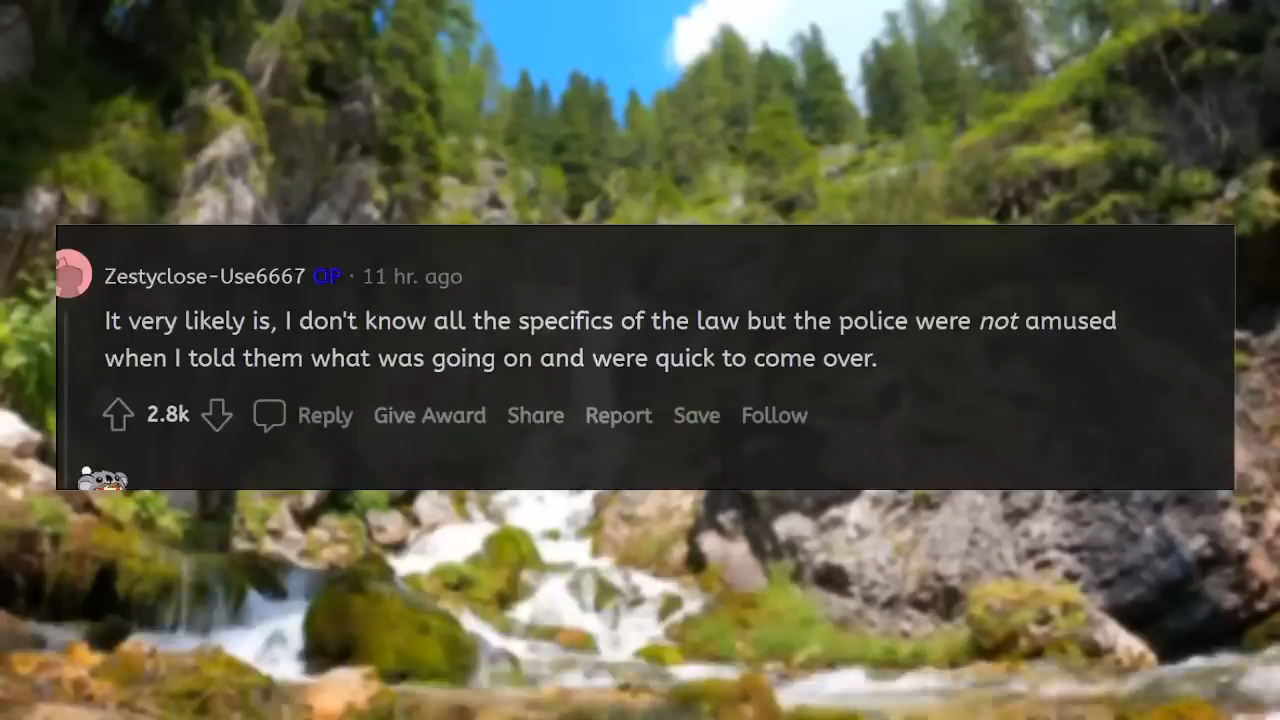 Zestyclose-Use6667 OP · 11 hr. ago
It very likely is, I don't know all the specifics of the law but the police were not amused
when I told them what was going on and were quick to come over.
2.8k Reply Give Award Share Report Save Follow